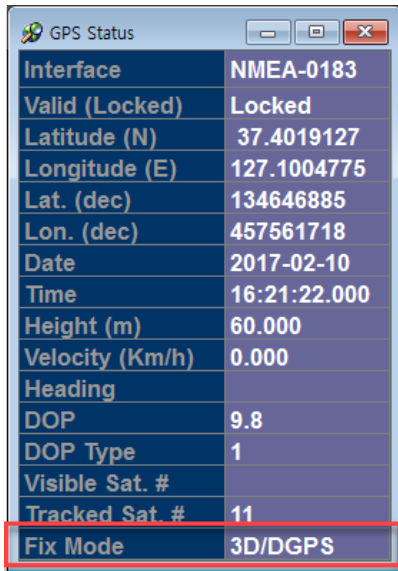 GPS Status
Interface NMEA-0183
Valid (Locked) Locked
Latitude (N) 37.4019127
Longitude (E) 127.1004775
Lat. (dec) 134646885
Lon. (dec) 457561718
Date 2017-02-10
Time 16:21:22.000
Height (m) 60.000
Velocity (Km/h) 0.000
Heading
DOP 9.8
DOP Type 1
Visible Sat. #
Tracked Sat. # 11
Fix Mode 3D/DGPS